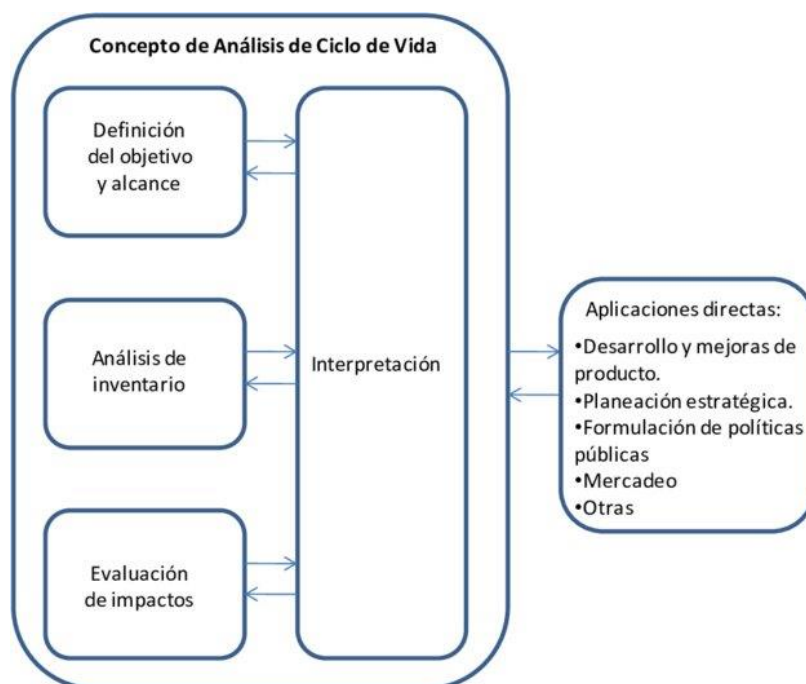 Concepto de Análisis de Ciclo de Vida
Definición
del objetivo
y alcance
Análisis de
inventario
Evaluación
de impactos
Interpretación
Aplicaciones directas:
•Desarrollo y mejoras de
producto.
•Planeación estratégica.
•Formulación de políticas
públicas
•Mercadeo
•Otras